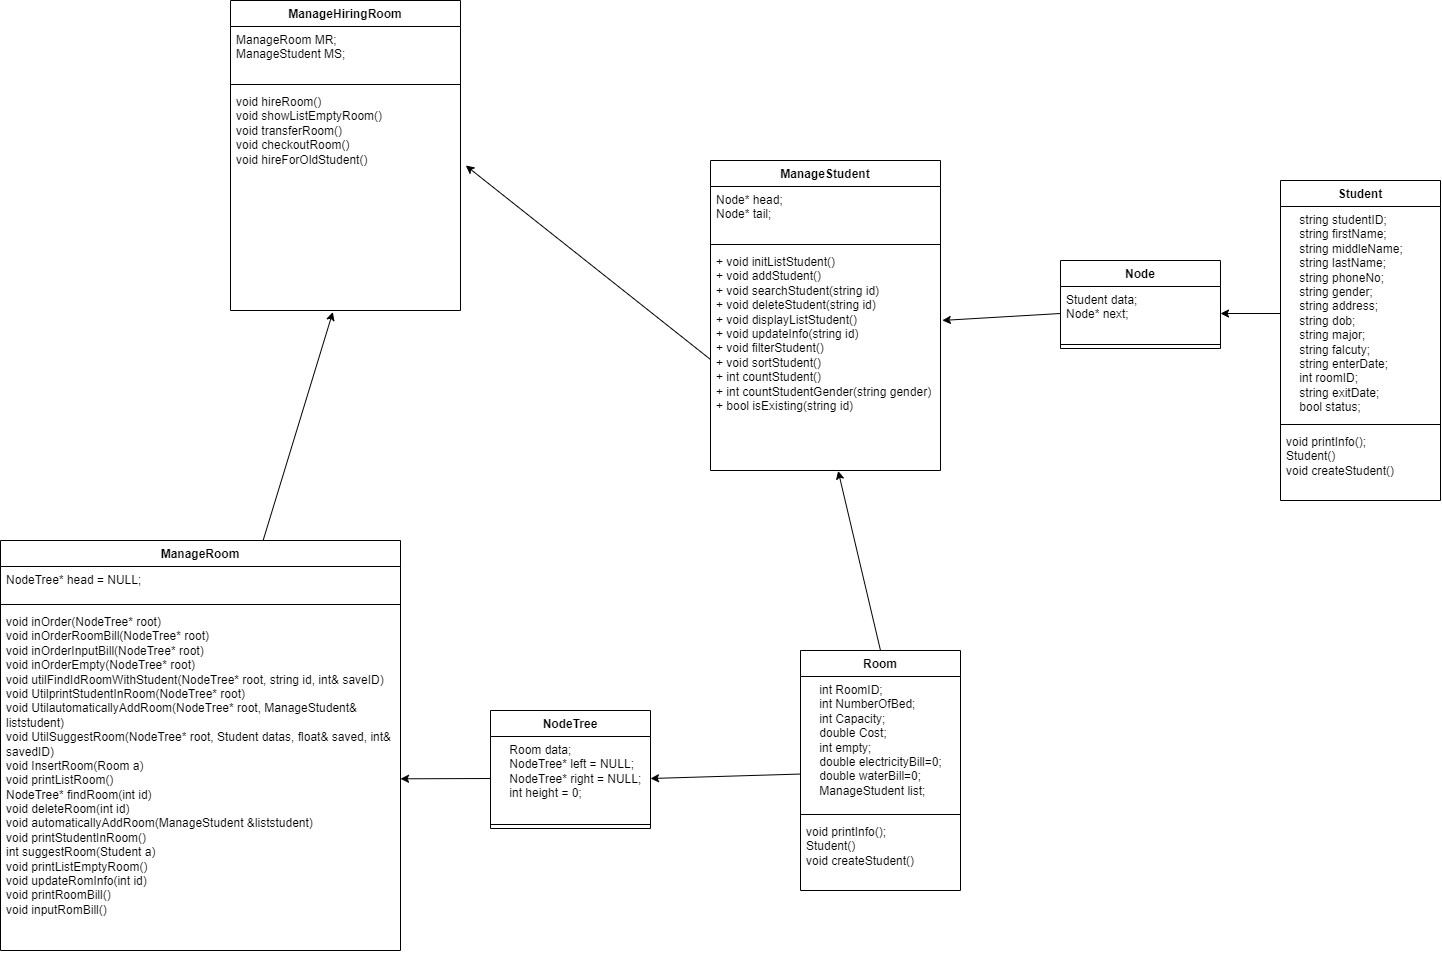 ManageHiringRoom
ManageRoom MR;
ManageStudent MS;
void hireRoom()
void showListEmptyRoom()
void transferRoom()
void checkoutRoom()
void hireForOldStudent()
ManageStudent
Node* head;
Node* tail;
+ void initListStudent()
+ void addStudent()
+ void searchStudent(string id)
+ void deleteStudent(string id)
+ void displayListStudent()
+ void updateInfo(string id)
+ void filterStudent()
+ void sortStudent()
+ int countStudent()
+ int countStudentGender(string gender)
+ bool isExisting(string id)
Node
Student data;
Node* next;
Student
string studentID;
string firstName;
string middleName;
string lastName;
string phoneNo;
string gender;
string address;
string dob;
string major;
string falcuty;
string enterDate;
int roomID;
string exitDate;
bool status;
void printInfo();
Student()
void createStudent()
ManageRoom
NodeTree* head = NULL;
void inOrder(NodeTree* root)
void inOrderRoomBill(NodeTree* root)
void inOrderInputBill(NodeTree* root)
void inOrderEmpty(NodeTree* root)
void utilFindIdRoomWithStudent(NodeTree* root, string id, int& saveID)
void UtilprintStudentInRoom(NodeTree* root)
void UtilautomaticallyAddRoom(NodeTree* root, ManageStudent&
liststudent)
void UtilSuggestRoom(NodeTree* root, Student datas, float& saved, int&
savedID)
void InsertRoom(Room a)
void printListRoom()
NodeTree* findRoom(int id)
void deleteRoom(int id)
void automaticallyAddRoom(ManageStudent &liststudent)
void printStudentInRoom()
int suggestRoom(Student a)
void printListEmptyRoom()
void updateRomInfo(int id)
void printRoomBill()
void inputRomBill()
NodeTree
Room data;
NodeTree* left = NULL;
NodeTree* right = NULL;
int height = 0;
Room
int RoomID;
int NumberOfBed;
int Capacity;
double Cost;
int empty;
double electricityBill=0;
double waterBill=0;
ManageStudent list;
void printInfo();
Student()
void createStudent()